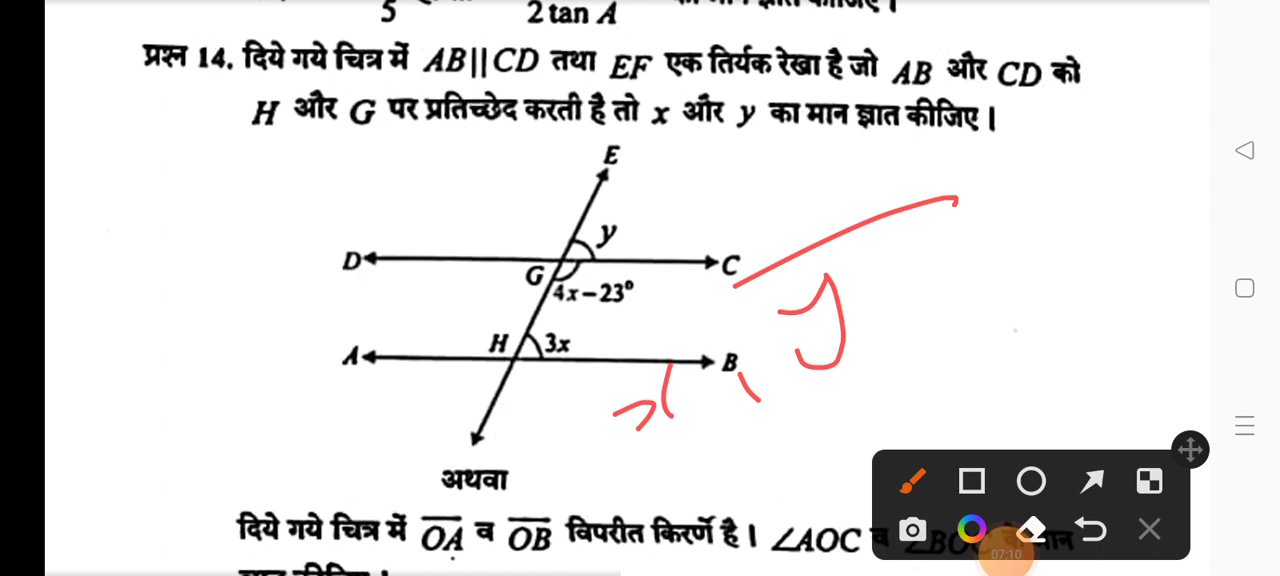 5
2 tan A
प्रश्न 14. दिये गये चित्र में AB||CD तथा EF एक तिर्यक रेखा है जो AB और CD को
H और G पर प्रतिच्छेद करती है तो x और y का मान ज्ञात कीजिए।
E
y
D
C
G
4x−23°
y
H
3x
A
B
x,
अथवा
दिये गये चित्र में OA व OB विपरीत किरणें है। ∠AOC व
07:10